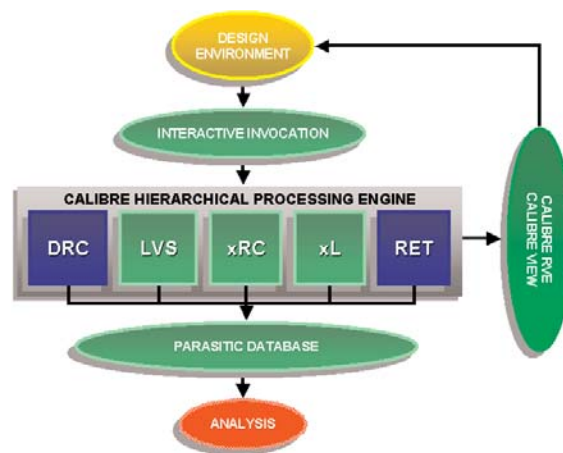 DESIGN
ENVIRONMENT
INTERACTIVE INVOCATION
CALIBRE HIERARCHICAL PROCESSING ENGINE
DRC
LVS
xRC
xL
RET
CALIBRE RVE
CALIBRE VIEW
PARASITIC DATABASE
ANALYSIS